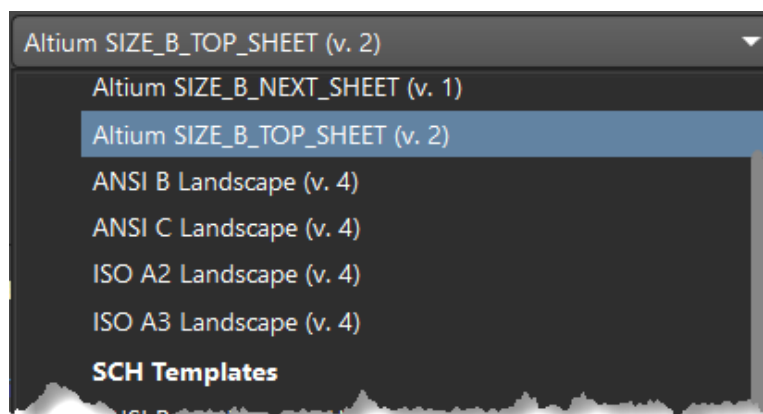 Altium SIZE_B_TOP_SHEET (v. 2)
Altium SIZE_B_NEXT_SHEET (v. 1)
Altium SIZE_B_TOP_SHEET (v. 2)
ANSI B Landscape (v. 4)
ANSI C Landscape (v. 4)
ISO A2 Landscape (v. 4)
ISO A3 Landscape (v. 4)
SCH Templates